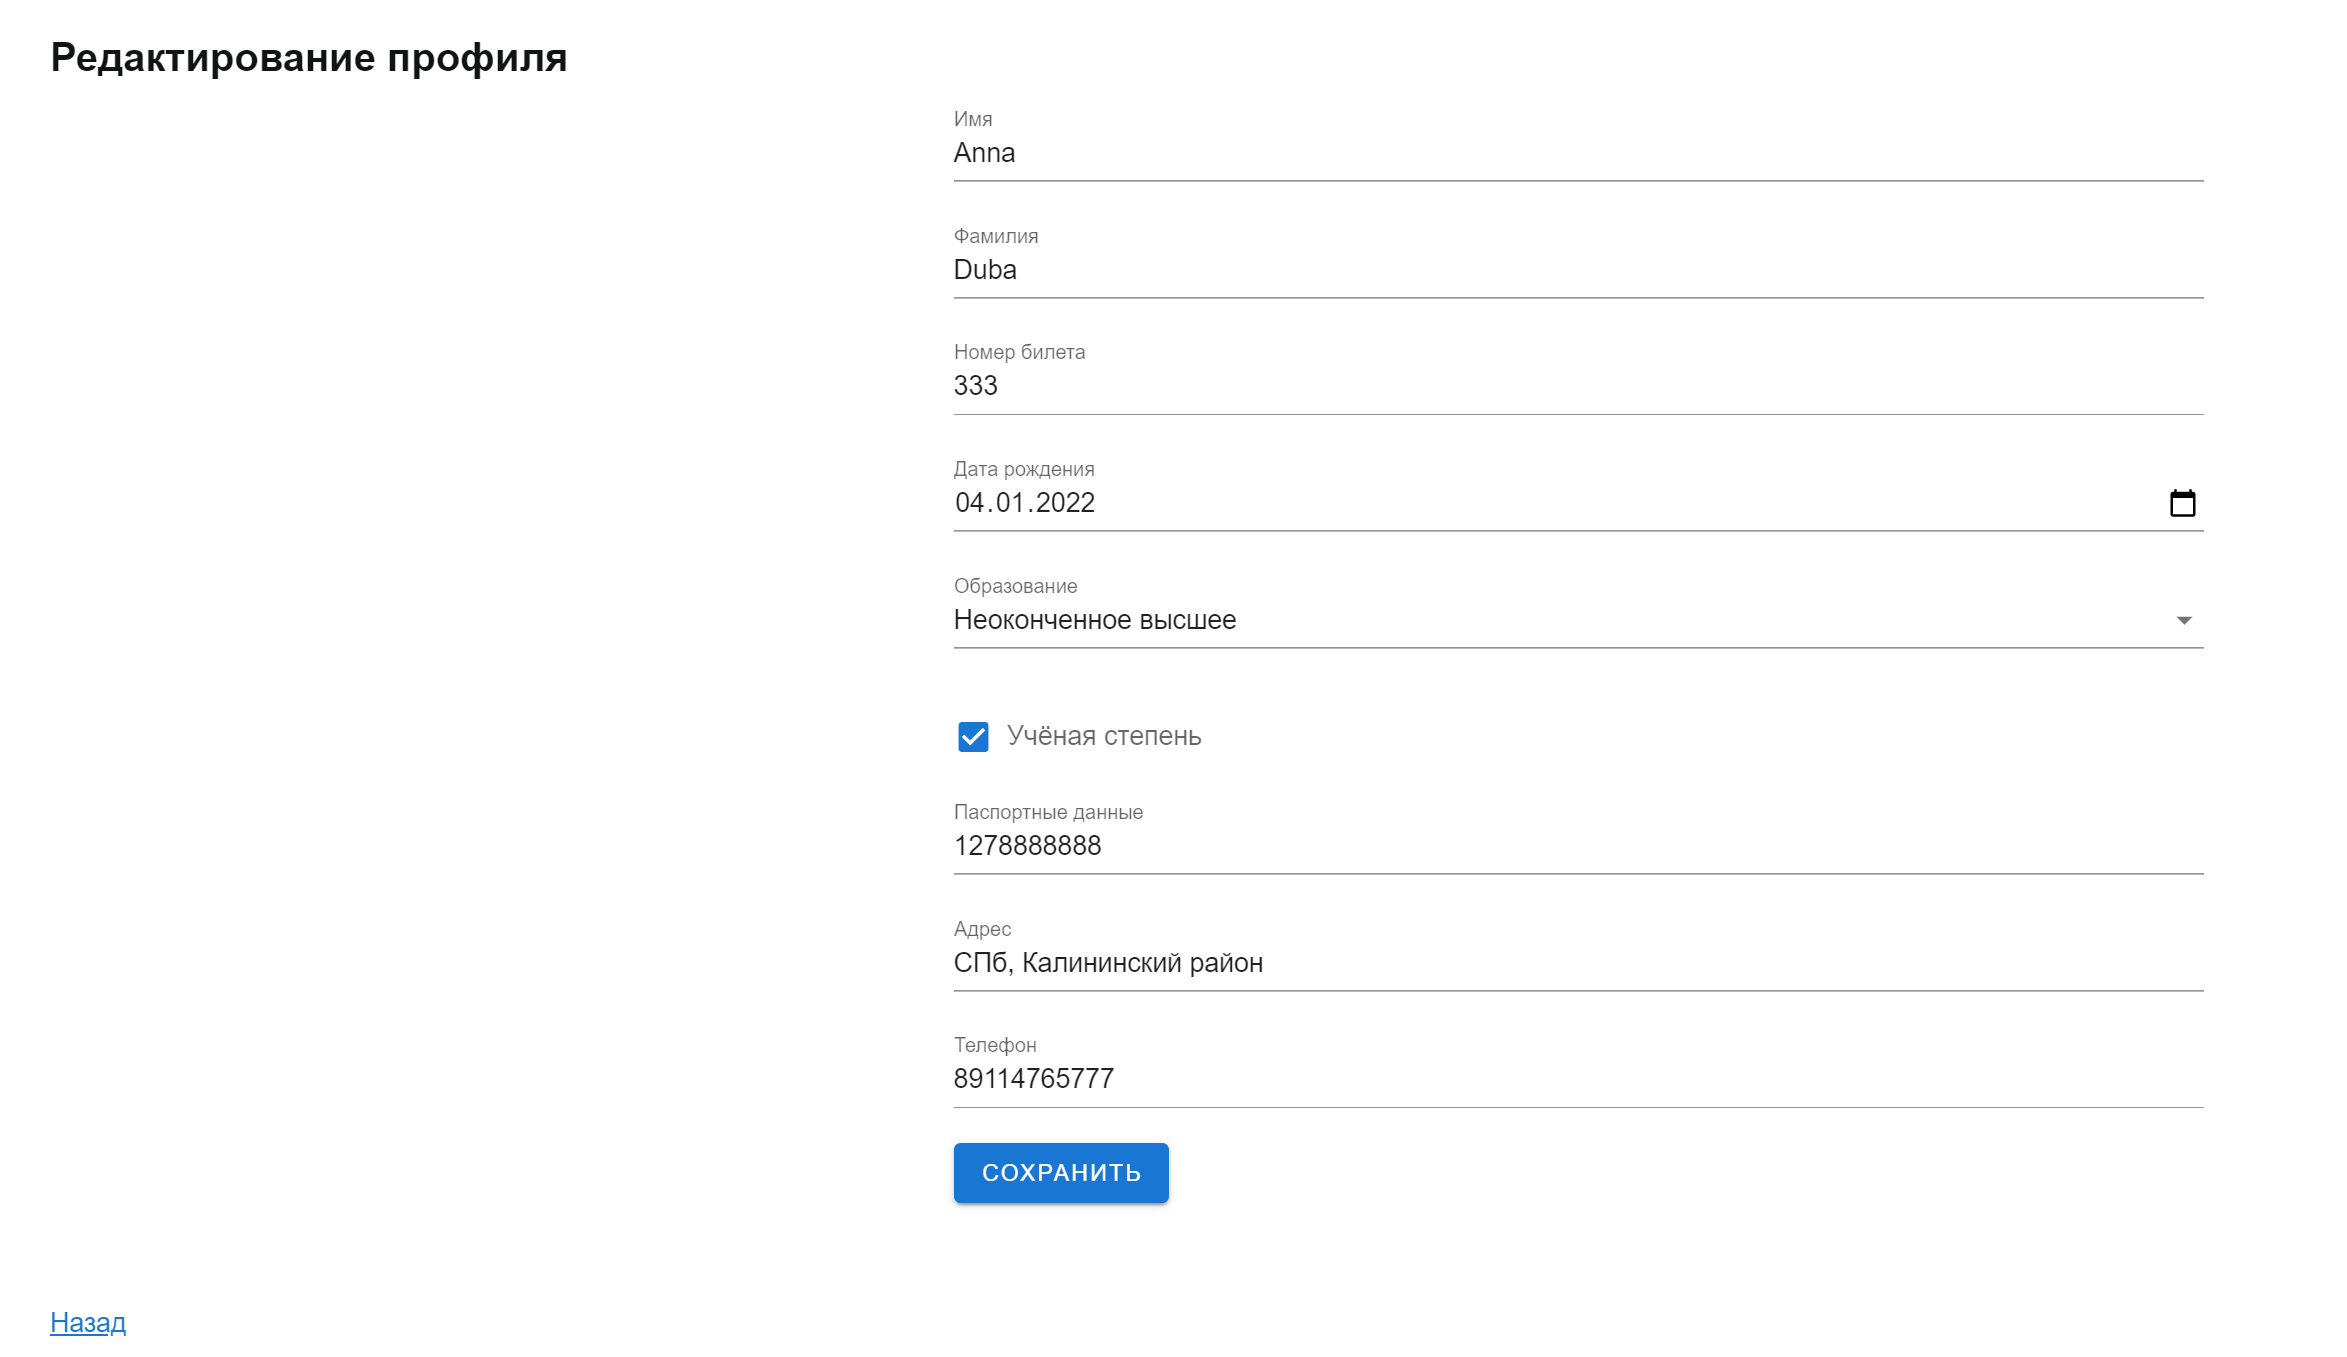 Редактирование профиля
Имя
Anna
Фамилия
Duba
Номер билета
333
Дата рождения
04.01.2022
Образование
Неоконченное высшее
Учёная степень
Паспортные данные
1278888888
Адрес
СПб, Калининский район
Телефон
89114765777
СОХРАНИТЬ
Назад